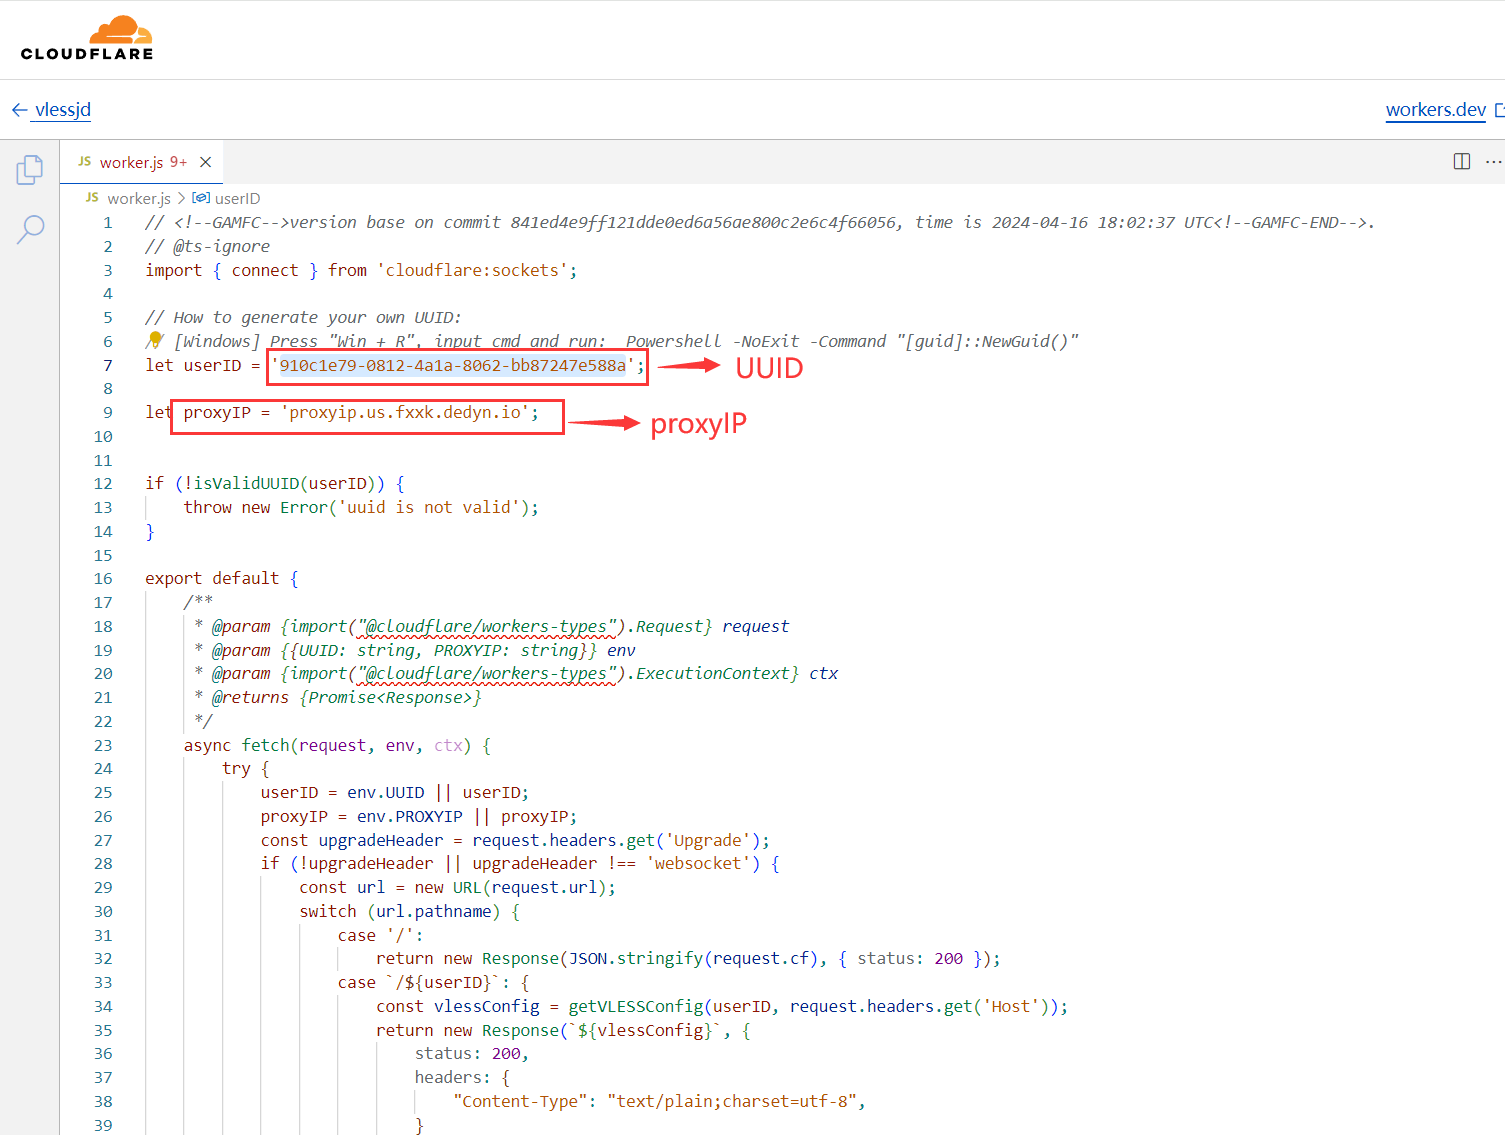 CLOUDFLARE
← vlessjd
workers.dev
JS worker.js 9+ ×
JS worker.js > userID
1 // <!--GAMFC-->version base on commit 841ed4e9ff121dde0ed6a56ae800c2e6c4f66056, time is 2024-04-16 18:02:37 UTC<!--GAMFC-END-->.
2 // @ts-ignore
3 import { connect } from 'cloudflare:sockets';
4
5 // How to generate your own UUID:
6 // [Windows] Press "Win + R", input cmd and run:  Powershell -NoExit -Command "[guid]::NewGuid()"
7 let userID = '910c1e79-0812-4a1a-8062-bb87247e588a';
UUID
8
9 let proxyIP = 'proxyip.us.fxxk.dedyn.io';
proxyIP
10
11
12 if (!isValidUUID(userID)) {
13 throw new Error('uuid is not valid');
14 }
15
16 export default {
17 /**
18 * @param {import("@cloudflare/workers-types").Request} request
19 * @param {{UUID: string, PROXYIP: string}} env
20 * @param {import("@cloudflare/workers-types").ExecutionContext} ctx
21 * @returns {Promise<Response>}
22 */
23 async fetch(request, env, ctx) {
24 try {
25 userID = env.UUID || userID;
26 proxyIP = env.PROXYIP || proxyIP;
27 const upgradeHeader = request.headers.get('Upgrade');
28 if (!upgradeHeader || upgradeHeader !== 'websocket') {
29 const url = new URL(request.url);
30 switch (url.pathname) {
31 case '/':
32 return new Response(JSON.stringify(request.cf), { status: 200 });
33 case `/${userID}`: {
34 const vlessConfig = getVLESSConfig(userID, request.headers.get('Host'));
35 return new Response(`${vlessConfig}`, {
36 status: 200,
37 headers: {
38 "Content-Type": "text/plain;charset=utf-8",
39 }